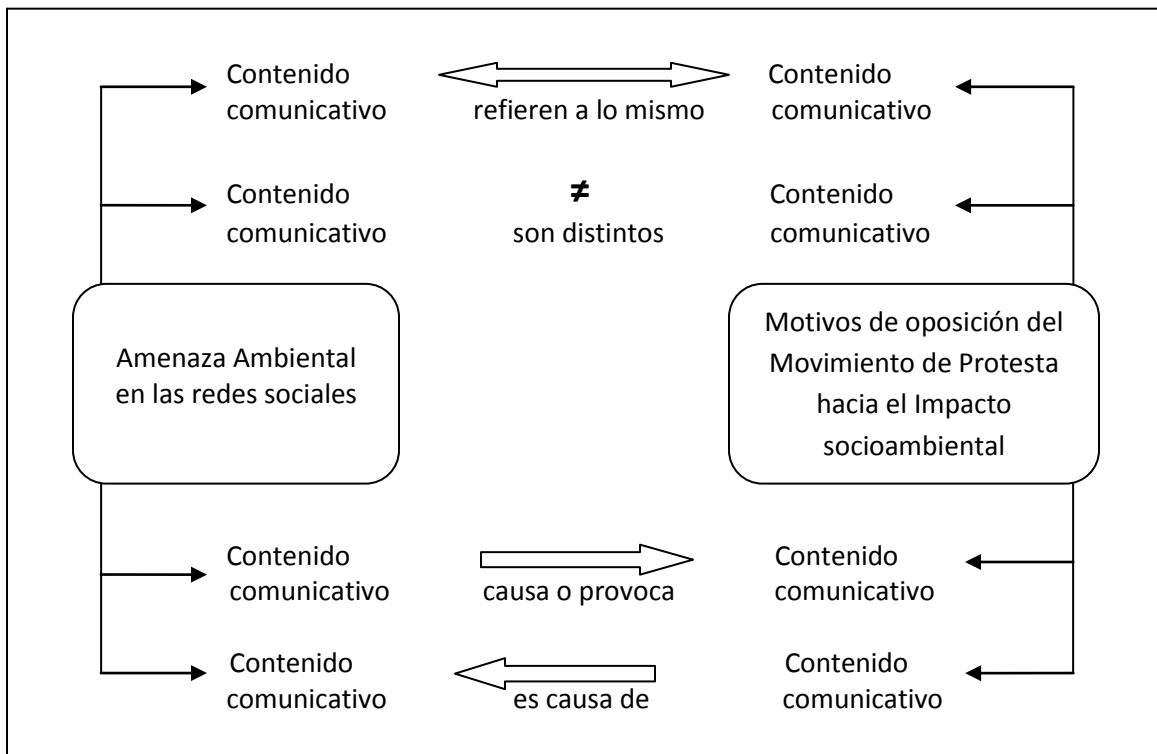 Contenido
comunicativo
refieren a lo mismo
Contenido
comunicativo
Contenido
comunicativo
≠
son distintos
Contenido
comunicativo
Amenaza Ambiental
en las redes sociales
Motivos de oposición del
Movimiento de Protesta
hacia el Impacto
socioambiental
Contenido
comunicativo
causa o provoca
Contenido
comunicativo
Contenido
comunicativo
es causa de
Contenido
comunicativo